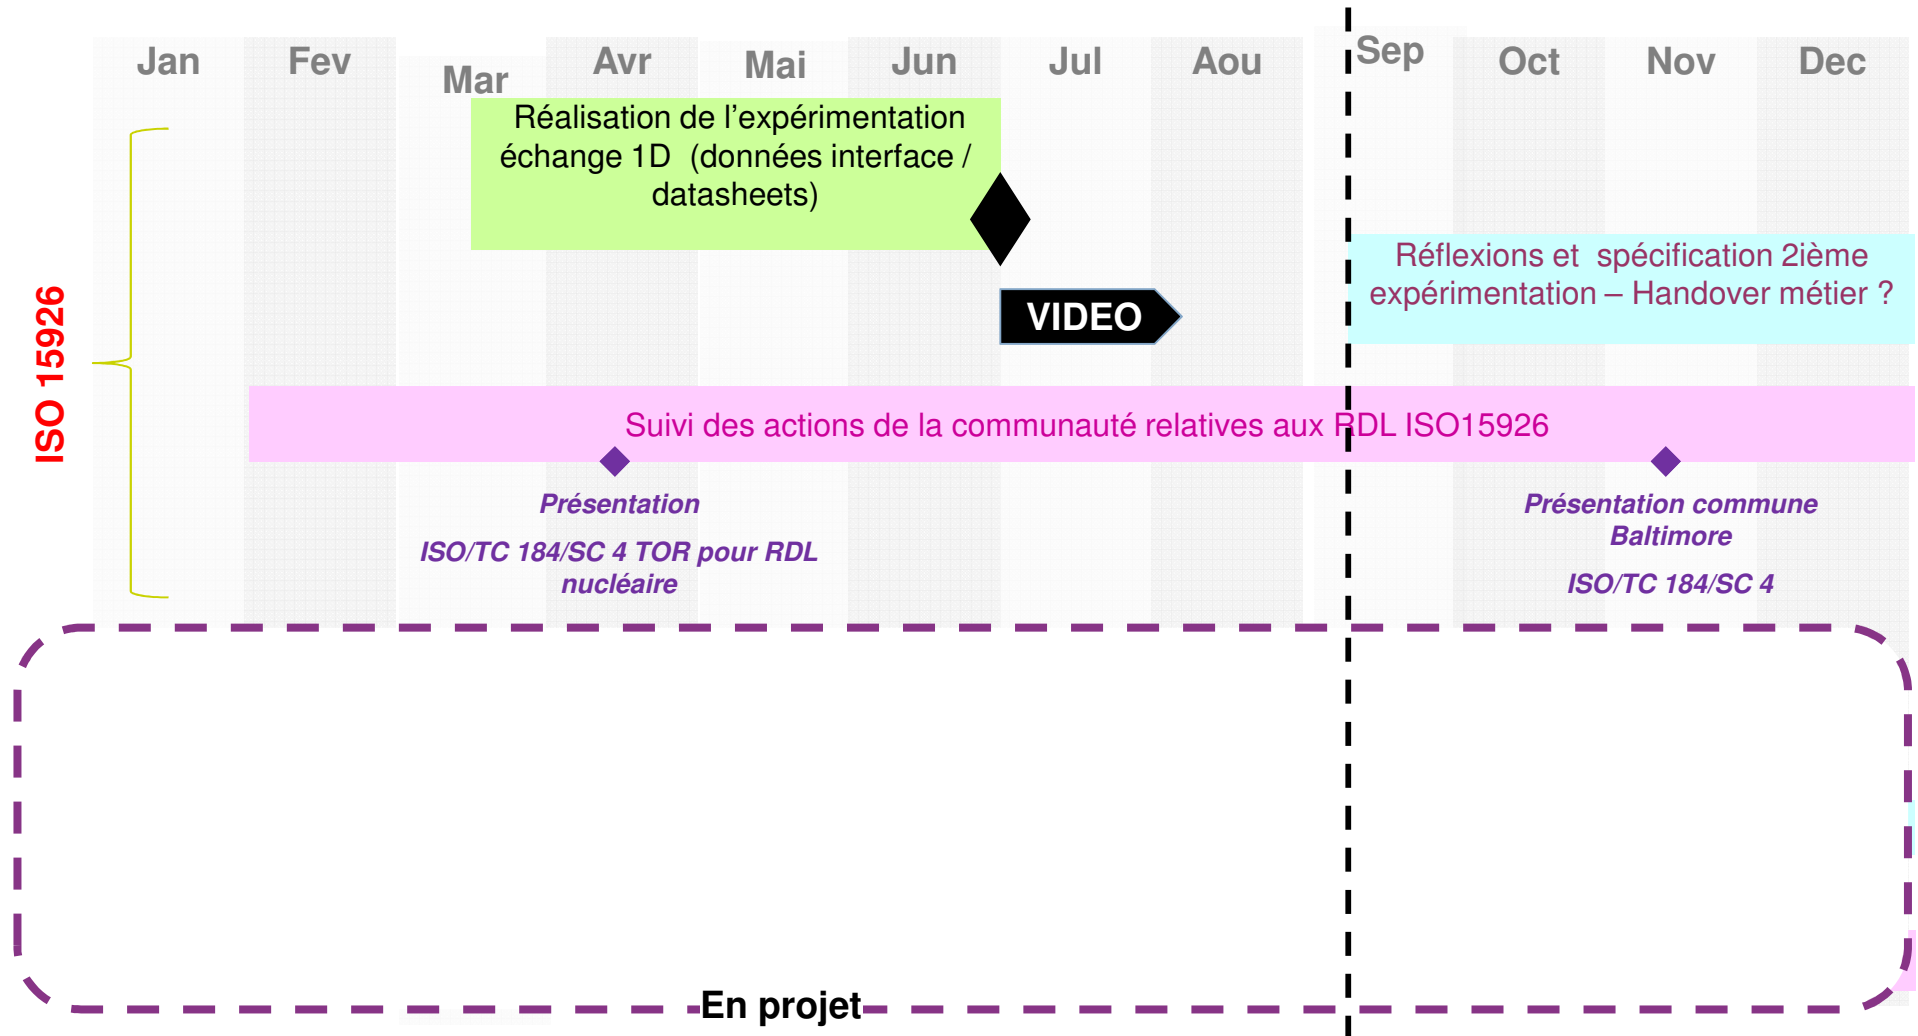 Jan Fev Mar Avr Mai Jun Jul Aou Sep Oct Nov Dec
Réalisation de l’expérimentation
échange 1D (données interface /
datasheets)
Réflexions et spécification 2ième
expérimentation – Handover métier ?
VIDEO
ISO 15926
Suivi des actions de la communauté relatives aux RDL ISO15926
Présentation
ISO/TC 184/SC 4 TOR pour RDL
nucléaire
Présentation commune
Baltimore
ISO/TC 184/SC 4
En projet